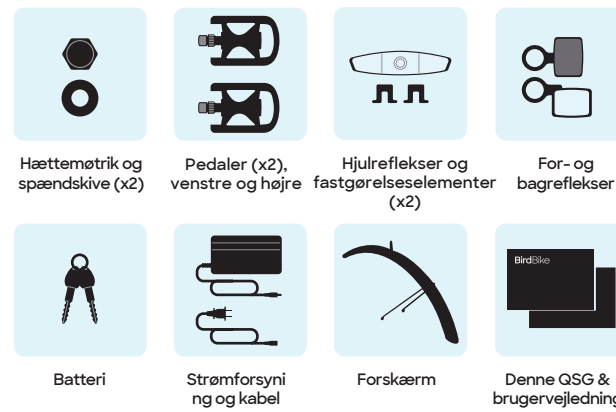 Hættemøtrik og
spændskive (x2)
Pedaler (x2),
venstre og højre
Hjulreflekser og
fastgørelseselementer
(x2)
For- og
bagreflekser
BirdBike
Batteri
Strømforsyni
ng og kabel
Forskærm
Denne QSG &
brugervejledning